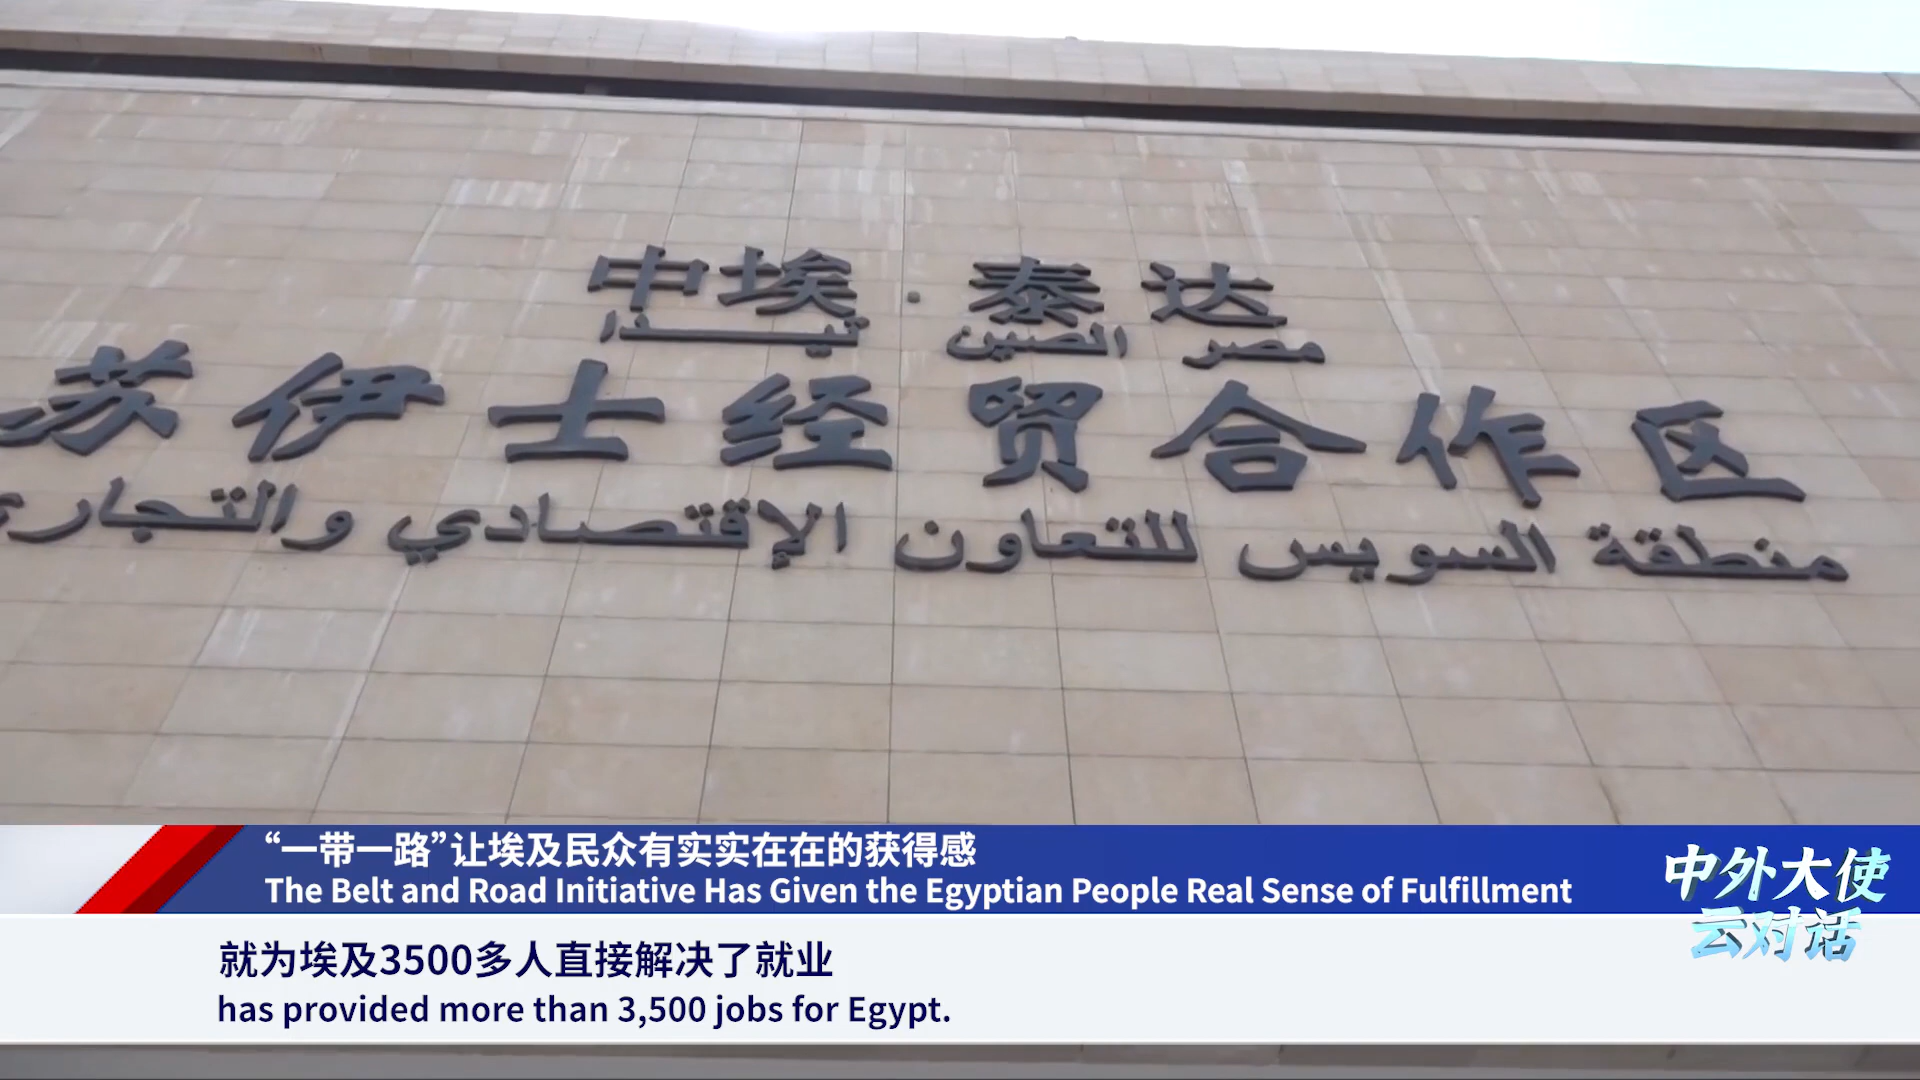 中埃·泰达
مصر الصين تيـــدا
苏伊士经贸合作区
منطقة السويس للتعاون الإقتصادي والتجاري
“一带一路”让埃及民众有实实在在的获得感
The Belt and Road Initiative Has Given the Egyptian People Real Sense of Fulfillment
中外大使
云对话
就为埃及3500多人直接解决了就业
has provided more than 3,500 jobs for Egypt.